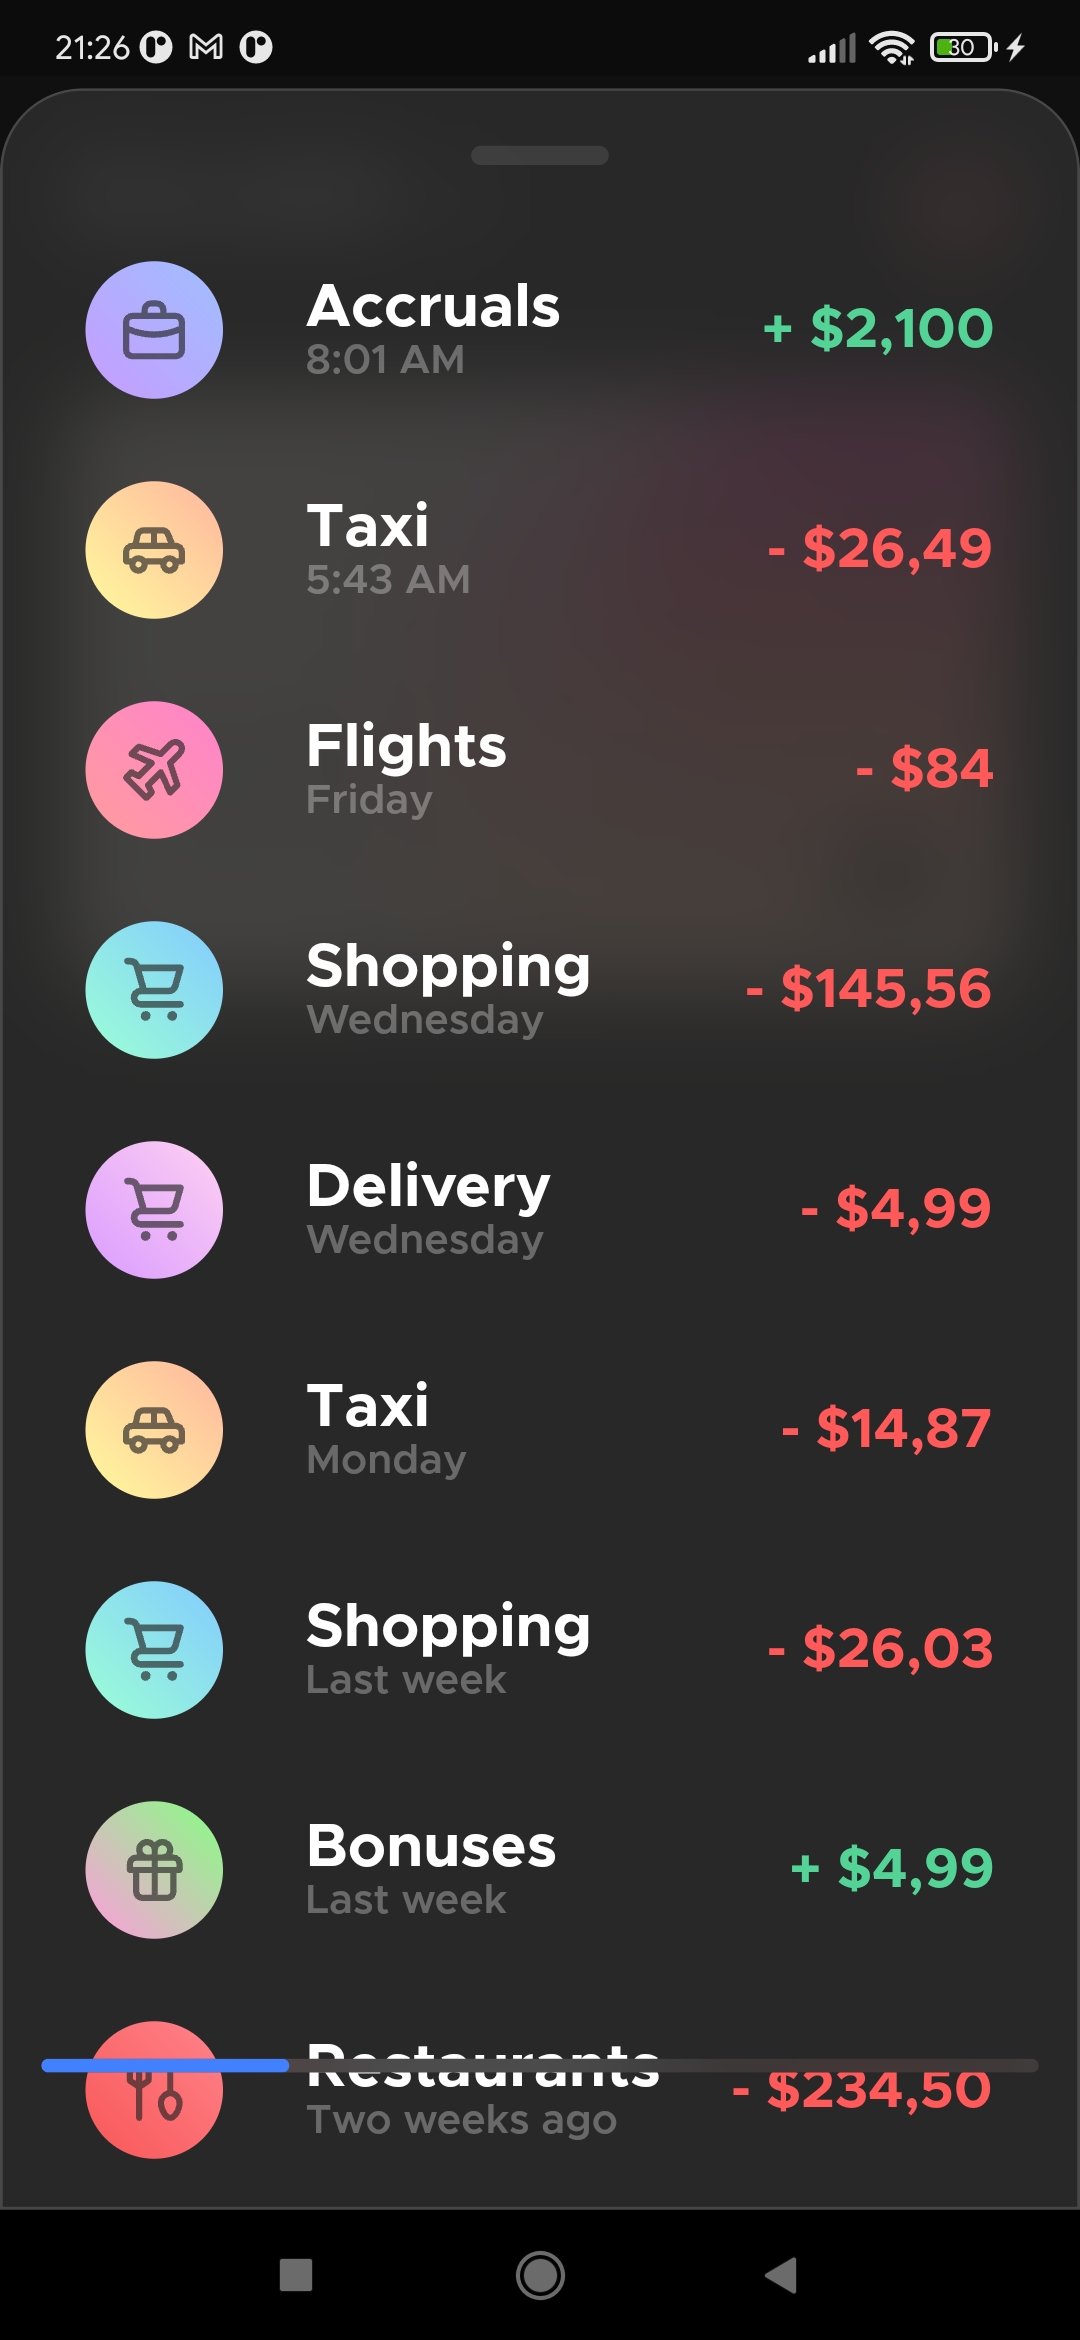 21:26
30
Accruals
8:01 AM
+ $2,100
Taxi
5:43 AM
- $26,49
Flights
Friday
- $84
Shopping
Wednesday
- $145,56
Delivery
Wednesday
- $4,99
Taxi
Monday
- $14,87
Shopping
Last week
- $26,03
Bonuses
Last week
+ $4,99
Restaurants
Two weeks ago
- $234,50